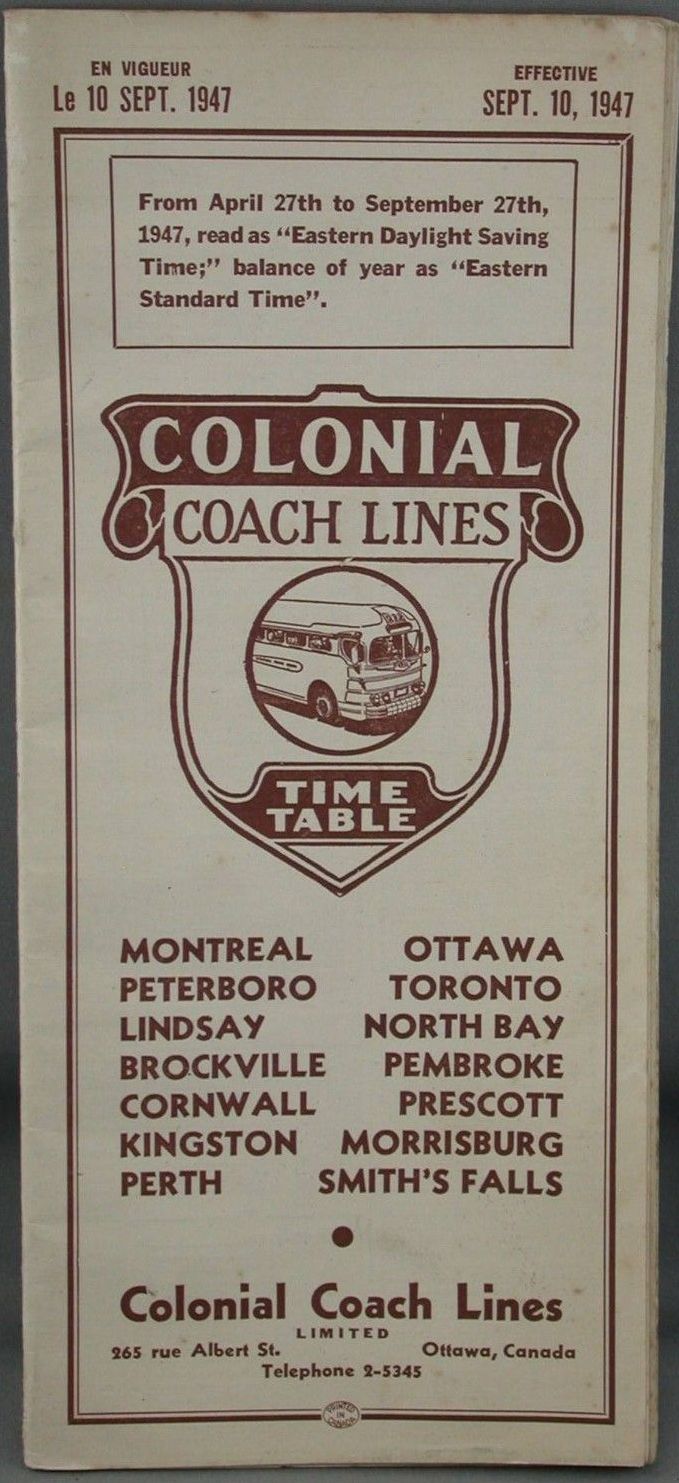 EN VIGUEUR
Le 10 SEPT. 1947
EFFECTIVE
SEPT. 10, 1947
From April 27th to September 27th,
1947, read as “Eastern Daylight Saving
Time;” balance of year as “Eastern
Standard Time”.
COLONIAL
COACH LINES
TIME
TABLE
MONTREAL OTTAWA
PETERBORO TORONTO
LINDSAY NORTH BAY
BROCKVILLE PEMBROKE
CORNWALL PRESCOTT
KINGSTON MORRISBURG
PERTH SMITH'S FALLS
Colonial Coach Lines
LIMITED
265 rue Albert St. Ottawa, Canada
Telephone 2-5345
PRINTED
IN
CANADA